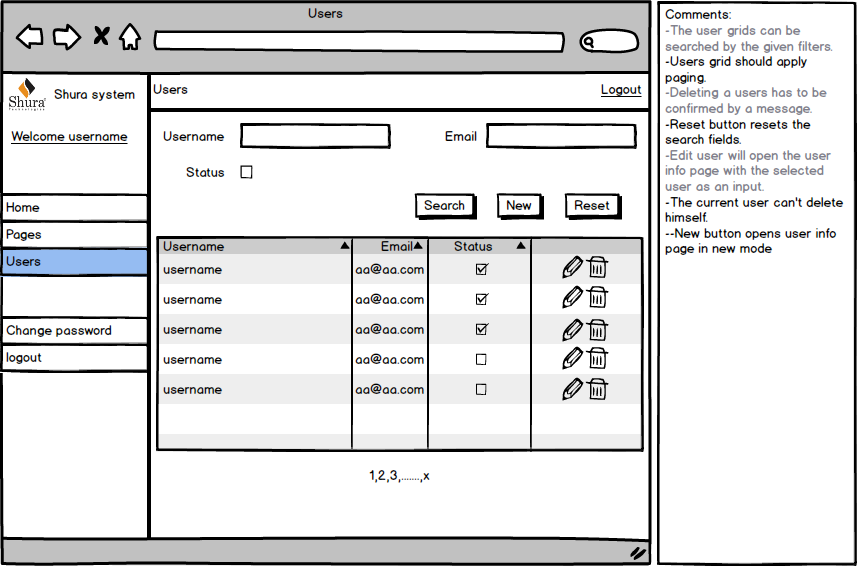 Users
Shura
Technologies
Shura system
Users
Logout
Welcome username
Username
Email
Status
Search
New
Reset
Home
Pages
Users
Change password
logout
Username Email Status
username aa@aa.com
username aa@aa.com
username aa@aa.com
username aa@aa.com
username aa@aa.com
1,2,3,.......,x
Comments:
-The user grids can be
searched by the given filters.
-Users grid should apply
paging.
-Deleting a users has to be
confirmed by a message.
-Reset button resets the
search fields.
-Edit user will open the user
info page with the selected
user as an input.
-The current user can't delete
himself.
--New button opens user info
page in new mode